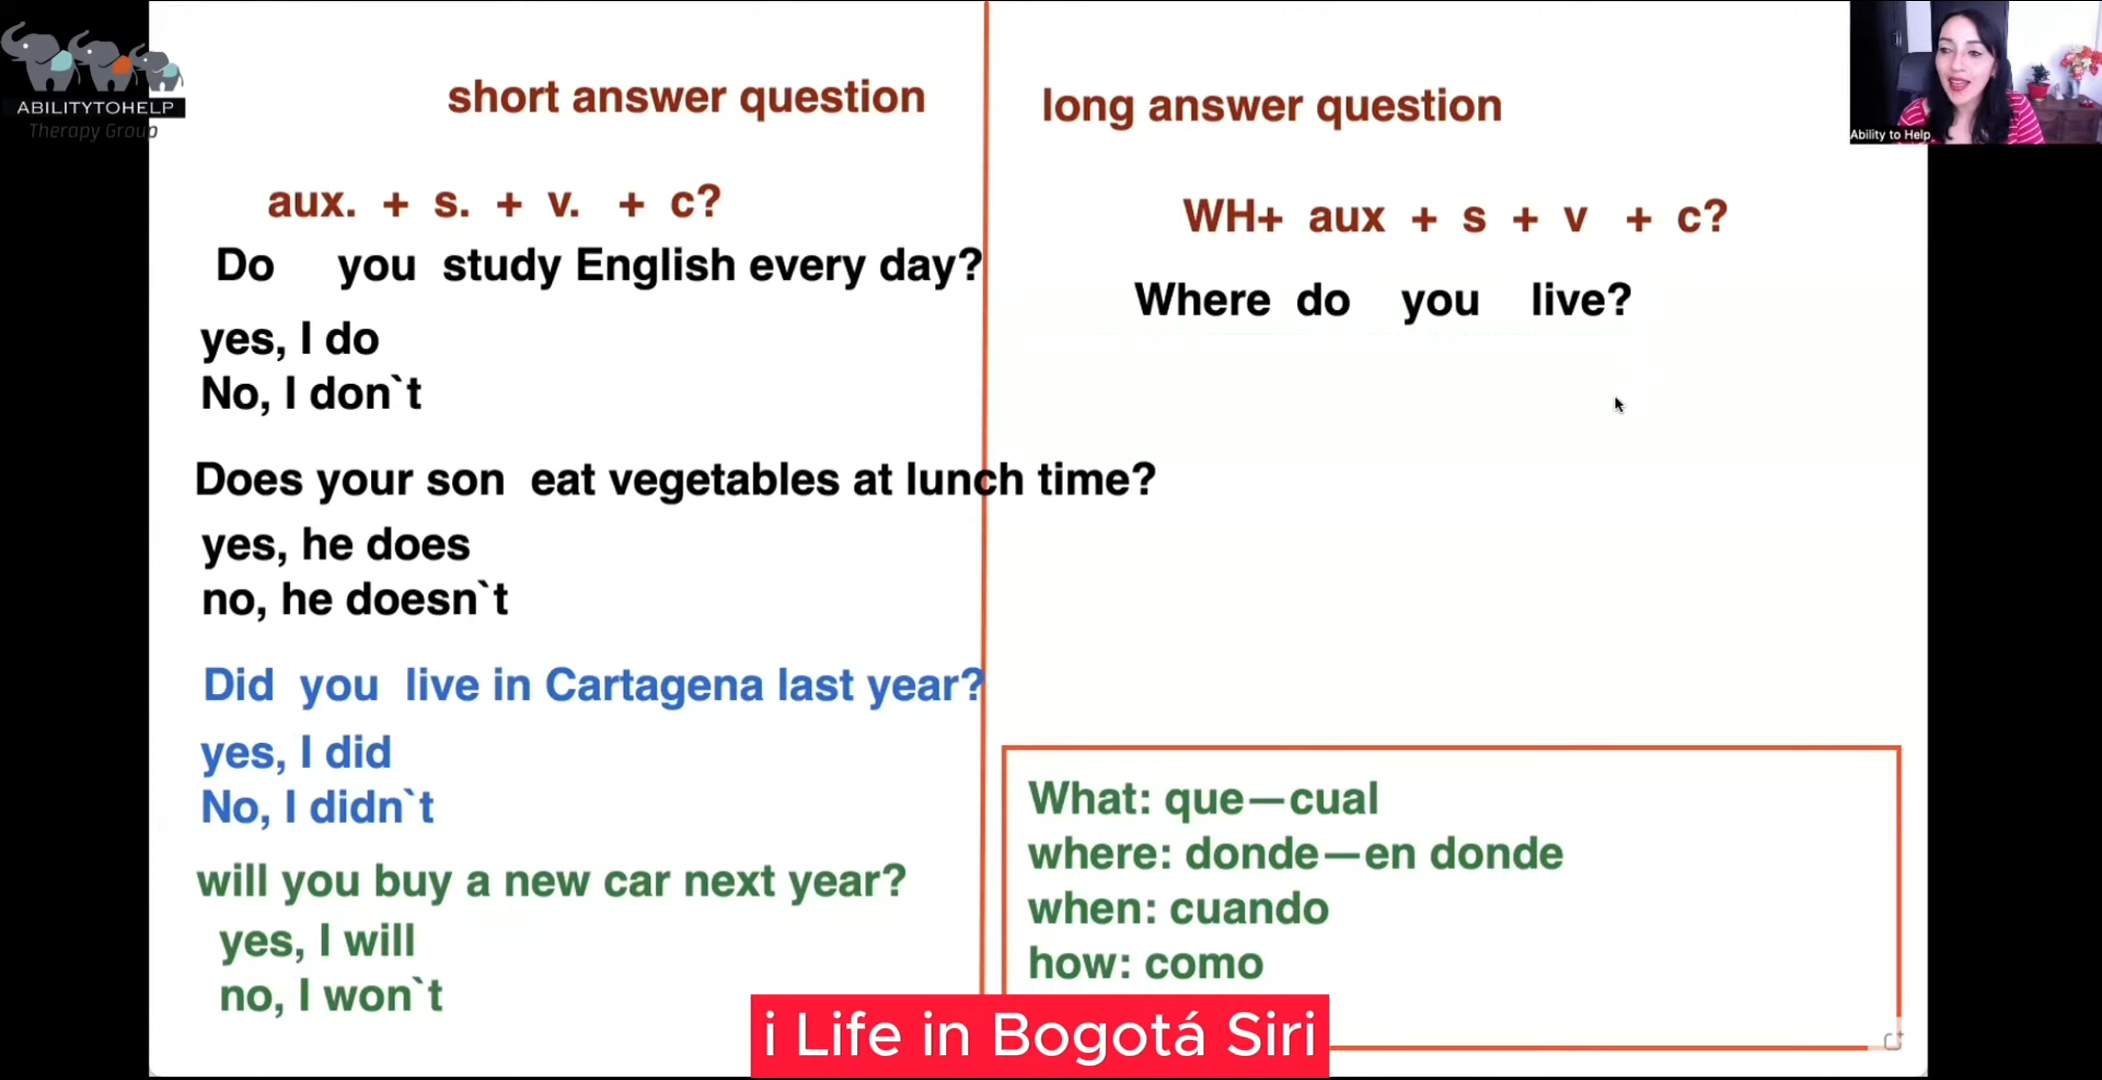 ABILITYTOHELP
Therapy Group
short answer question
aux. + s. + v. + c?
Do you study English every day?
yes, I do
No, I don`t
Does your son eat vegetables at lunch time?
yes, he does
no, he doesn`t
Did you live in Cartagena last year?
yes, I did
No, I didn`t
will you buy a new car next year?
yes, I will
no, I won`t
long answer question
WH+ aux + s + v + c?
Where do you live?
What: que—cual
where: donde—en donde
when: cuando
how: como
Ability to Help
i Life in Bogotá Siri